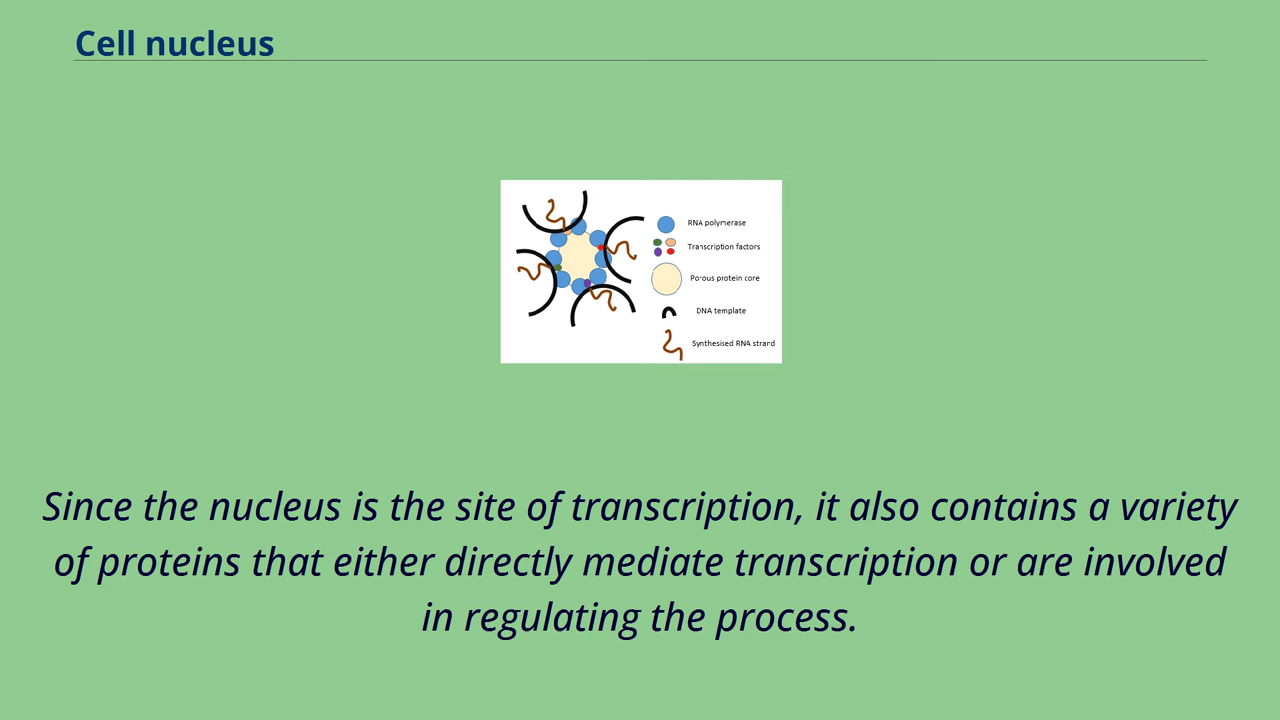 Cell nucleus
RNA polymerase
Transcription factors
Porous protein core
DNA template
Synthesised RNA strand
Since the nucleus is the site of transcription, it also contains a variety
of proteins that either directly mediate transcription or are involved
in regulating the process.